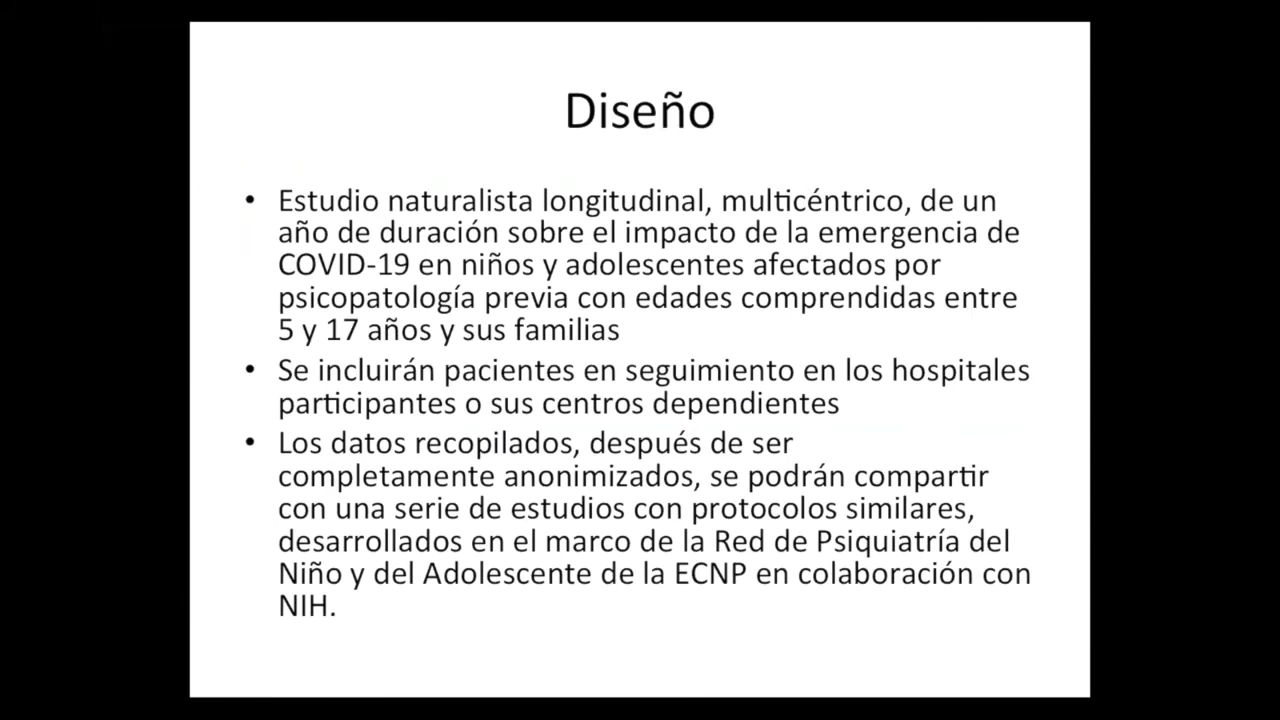 Diseño
• Estudio naturalista longitudinal, multicéntrico, de un
año de duración sobre el impacto de la emergencia de
COVID-19 en niños y adolescentes afectados por
psicopatología previa con edades comprendidas entre
5 y 17 años y sus familias
• Se incluirán pacientes en seguimiento en los hospitales
participantes o sus centros dependientes
• Los datos recopilados, después de ser
completamente anonimizados, se podrán compartir
con una serie de estudios con protocolos similares,
desarrollados en el marco de la Red de Psiquiatría del
Niño y del Adolescente de la ECNP en colaboración con
NIH.